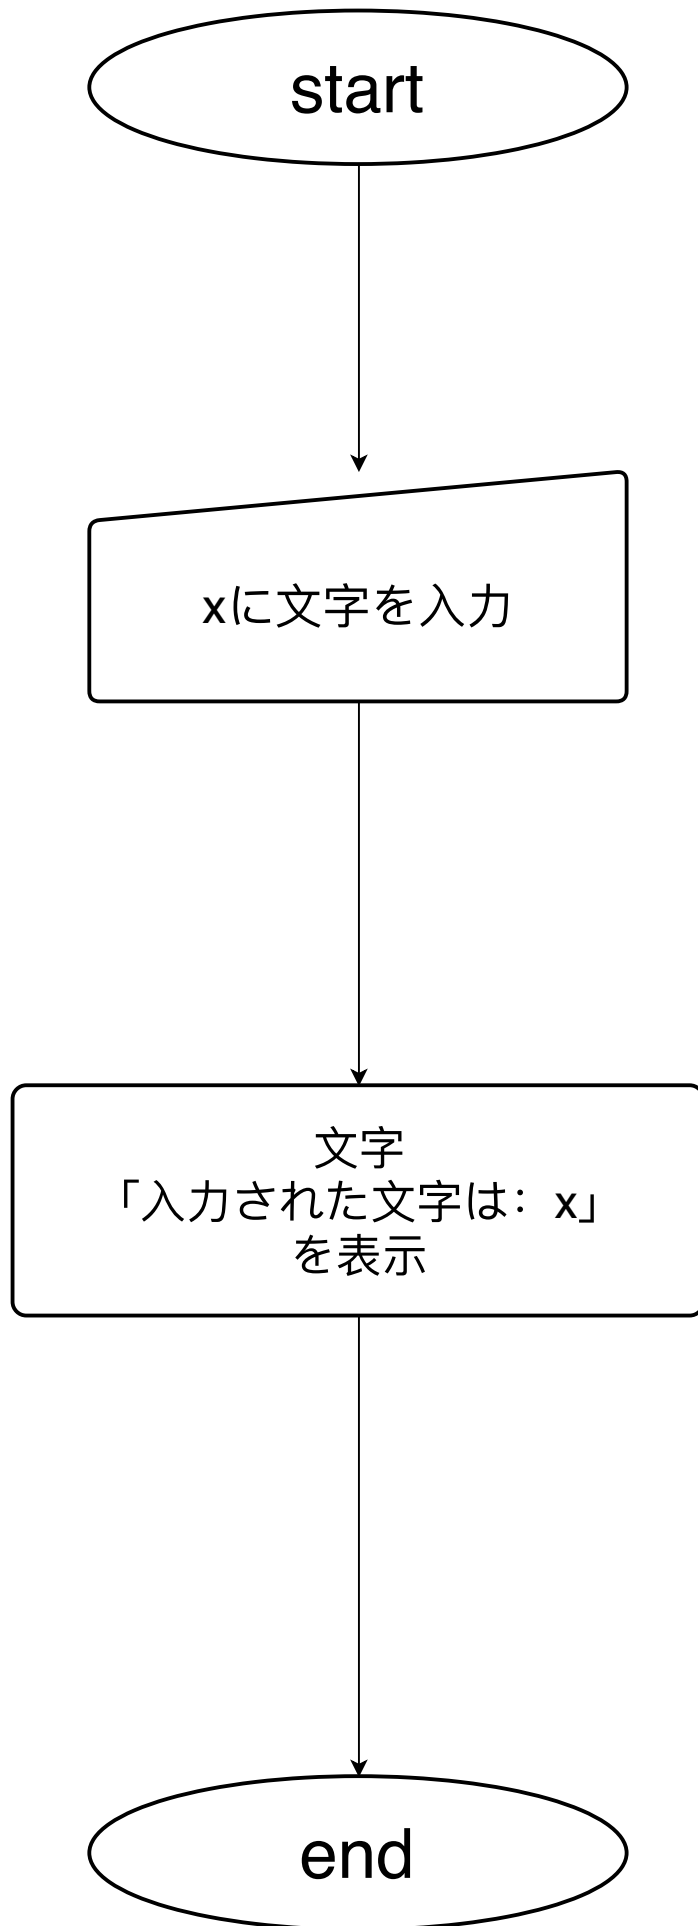 start
xに文字を入力
文字
「入力された文字は：x」
を表示
end